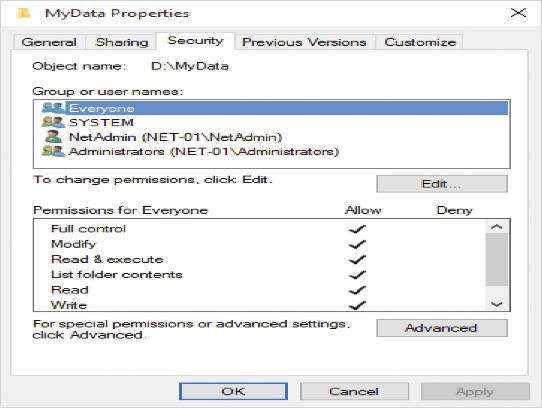 MyData Properties
General Sharing Security Previous Versions Customize
Object name: D:\MyData
Group or user names:
Everyone
SYSTEM
NetAdmin (NET-01\NetAdmin)
Administrators (NET-01\Administrators)
To change permissions, click Edit.
Edit...
Permissions for Everyone Allow Deny
Full control
Modify
Read & execute
List folder contents
Read
Write
For special permissions or advanced settings,
click Advanced.
Advanced
OK Cancel Apply